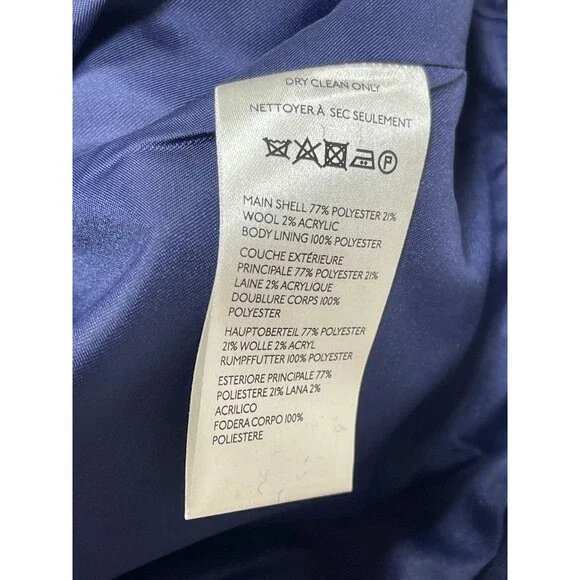 DRY CLEAN ONLY
NETTOYER À SEC SEULEMENT
P
MAIN SHELL 77% POLYESTER 21%
WOOL 2% ACRYLIC
BODY LINING 100% POLYESTER
COUCHE EXTÉRIEURE
PRINCIPALE 77% POLYESTER 21%
LAINE 2% ACRYLIQUE
DOUBLURE CORPS 100%
POLYESTER
HAUPTOBERTEIL 77% POLYESTER
21% WOLLE 2% ACRYL
RUMPFFUTTER 100% POLYESTER
ESTERIORE PRINCIPALE 77%
POLIESTERE 21% LANA 2%
ACRILICO
FODERA CORPO 100%
POLIESTERE